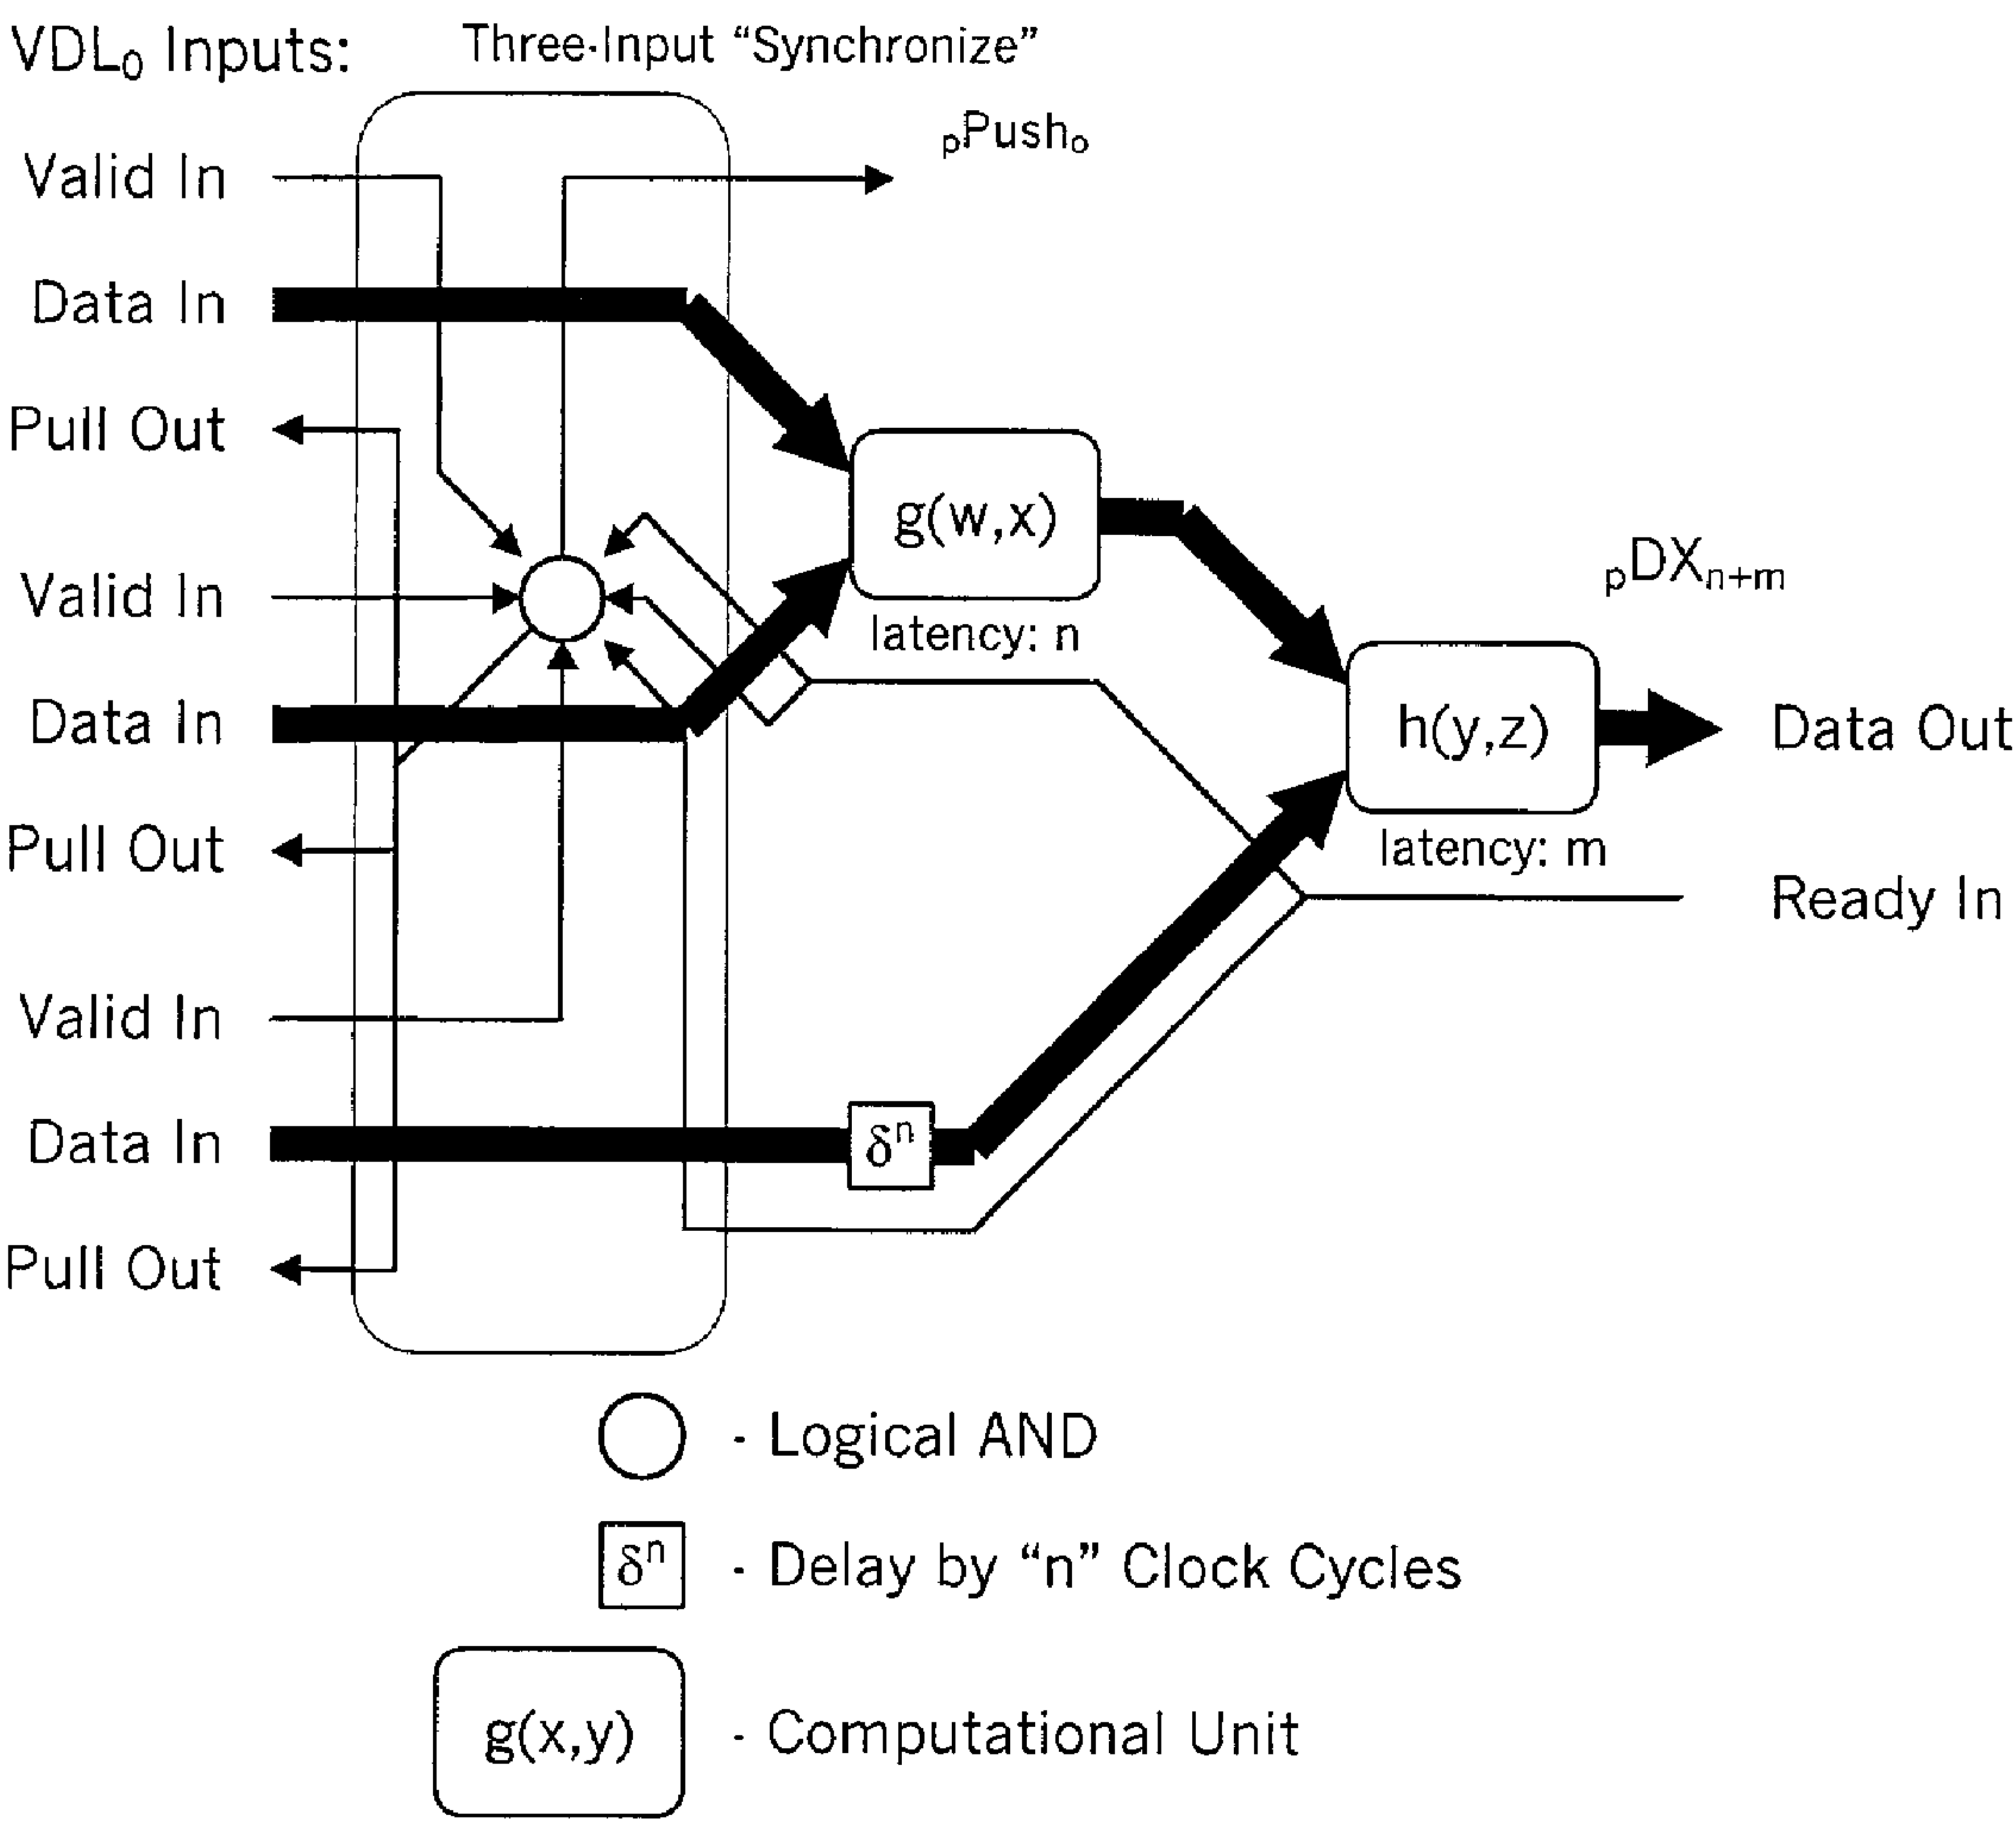 VDL₀ Inputs:
Three-Input “Synchronize”
ₚPush₀
Valid In
Data In
Pull Out
g(w,x)
latency: n
Valid In
ₚDXₙ₊ₘ
Data In
h(y,z)
Data Out
latency: m
Pull Out
Ready In
Valid In
Data In
δⁿ
Pull Out
- Logical AND
δⁿ - Delay by “n” Clock Cycles
g(x,y) - Computational Unit